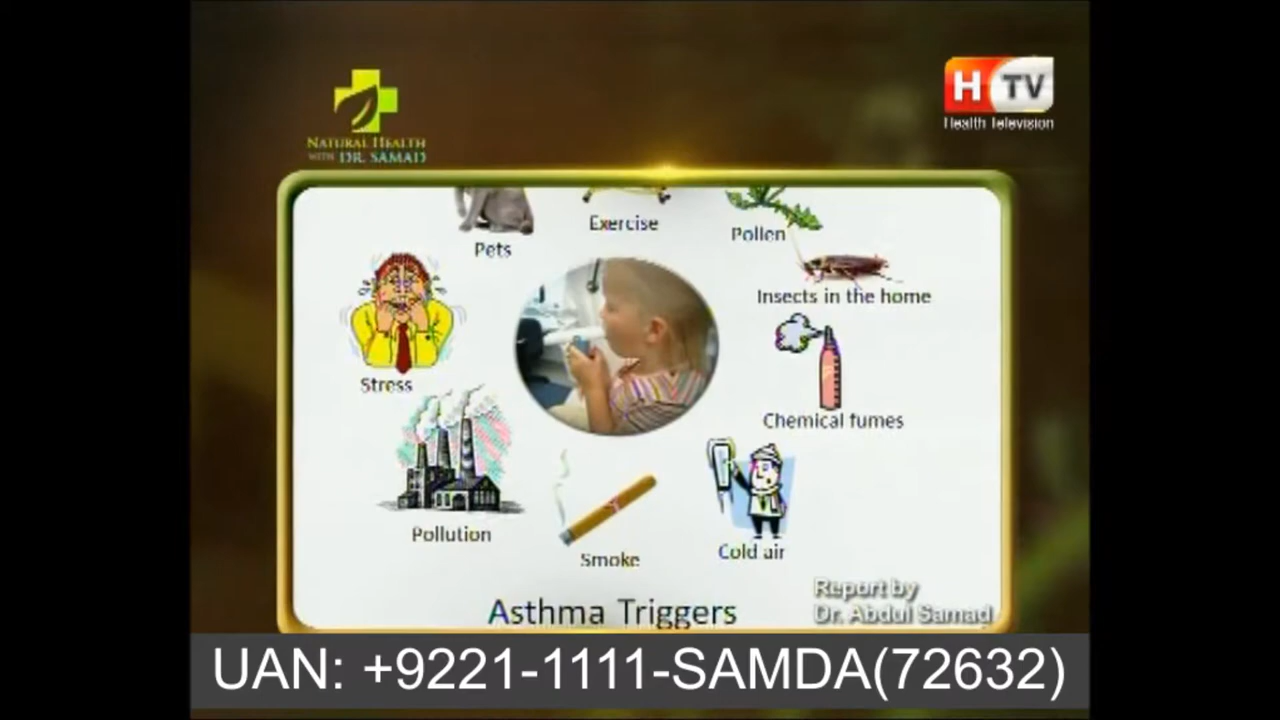 NATURAL HEALTH
WITH DR. SAMAD
H TV
Health Television
Exercise
Pollen
Pets
Insects in the home
Stress
Chemical fumes
Pollution
Cold air
Smoke
Asthma Triggers
Report by
Dr. Abdul Samad
UAN: +9221-1111-SAMDA(72632)